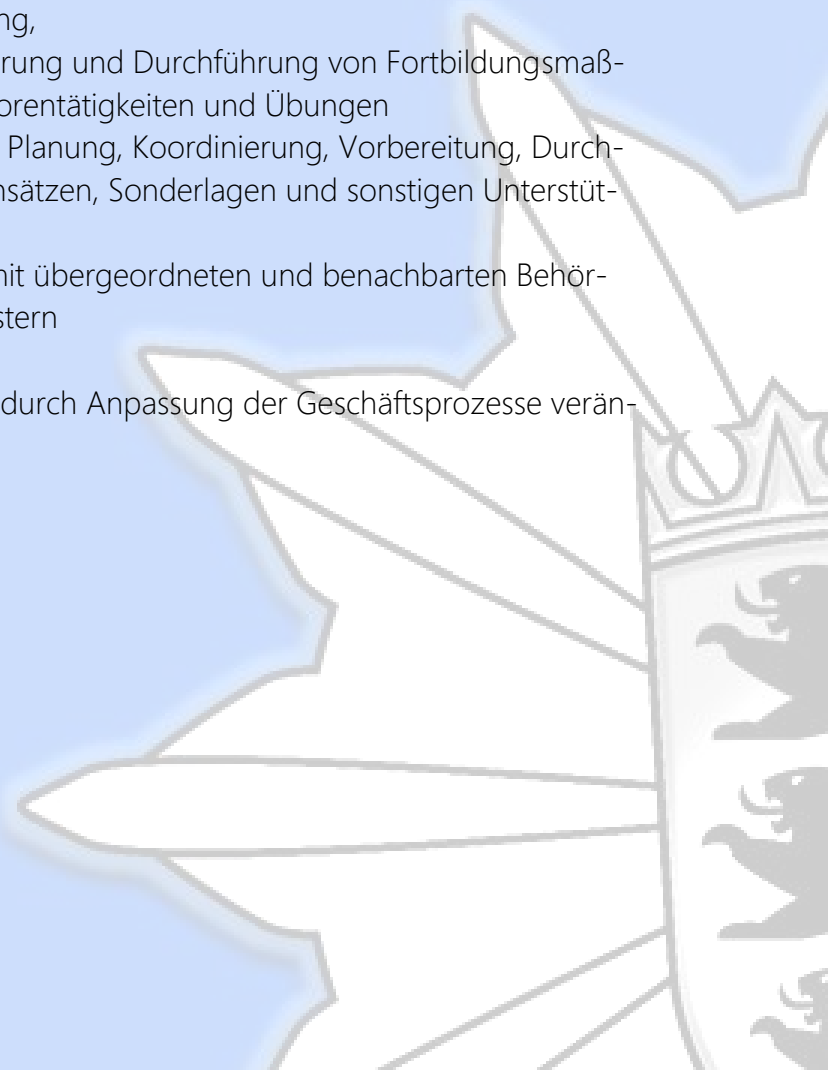 ng,
rung und Durchführung von Fortbildungsmaß-
orentätigkeiten und Übungen
Planung, Koordinierung, Vorbereitung, Durch-
nsätzen, Sonderlagen und sonstigen Unterstüt-
nit übergeordneten und benachbarten Behör-
stern
durch Anpassung der Geschäftsprozesse verän-